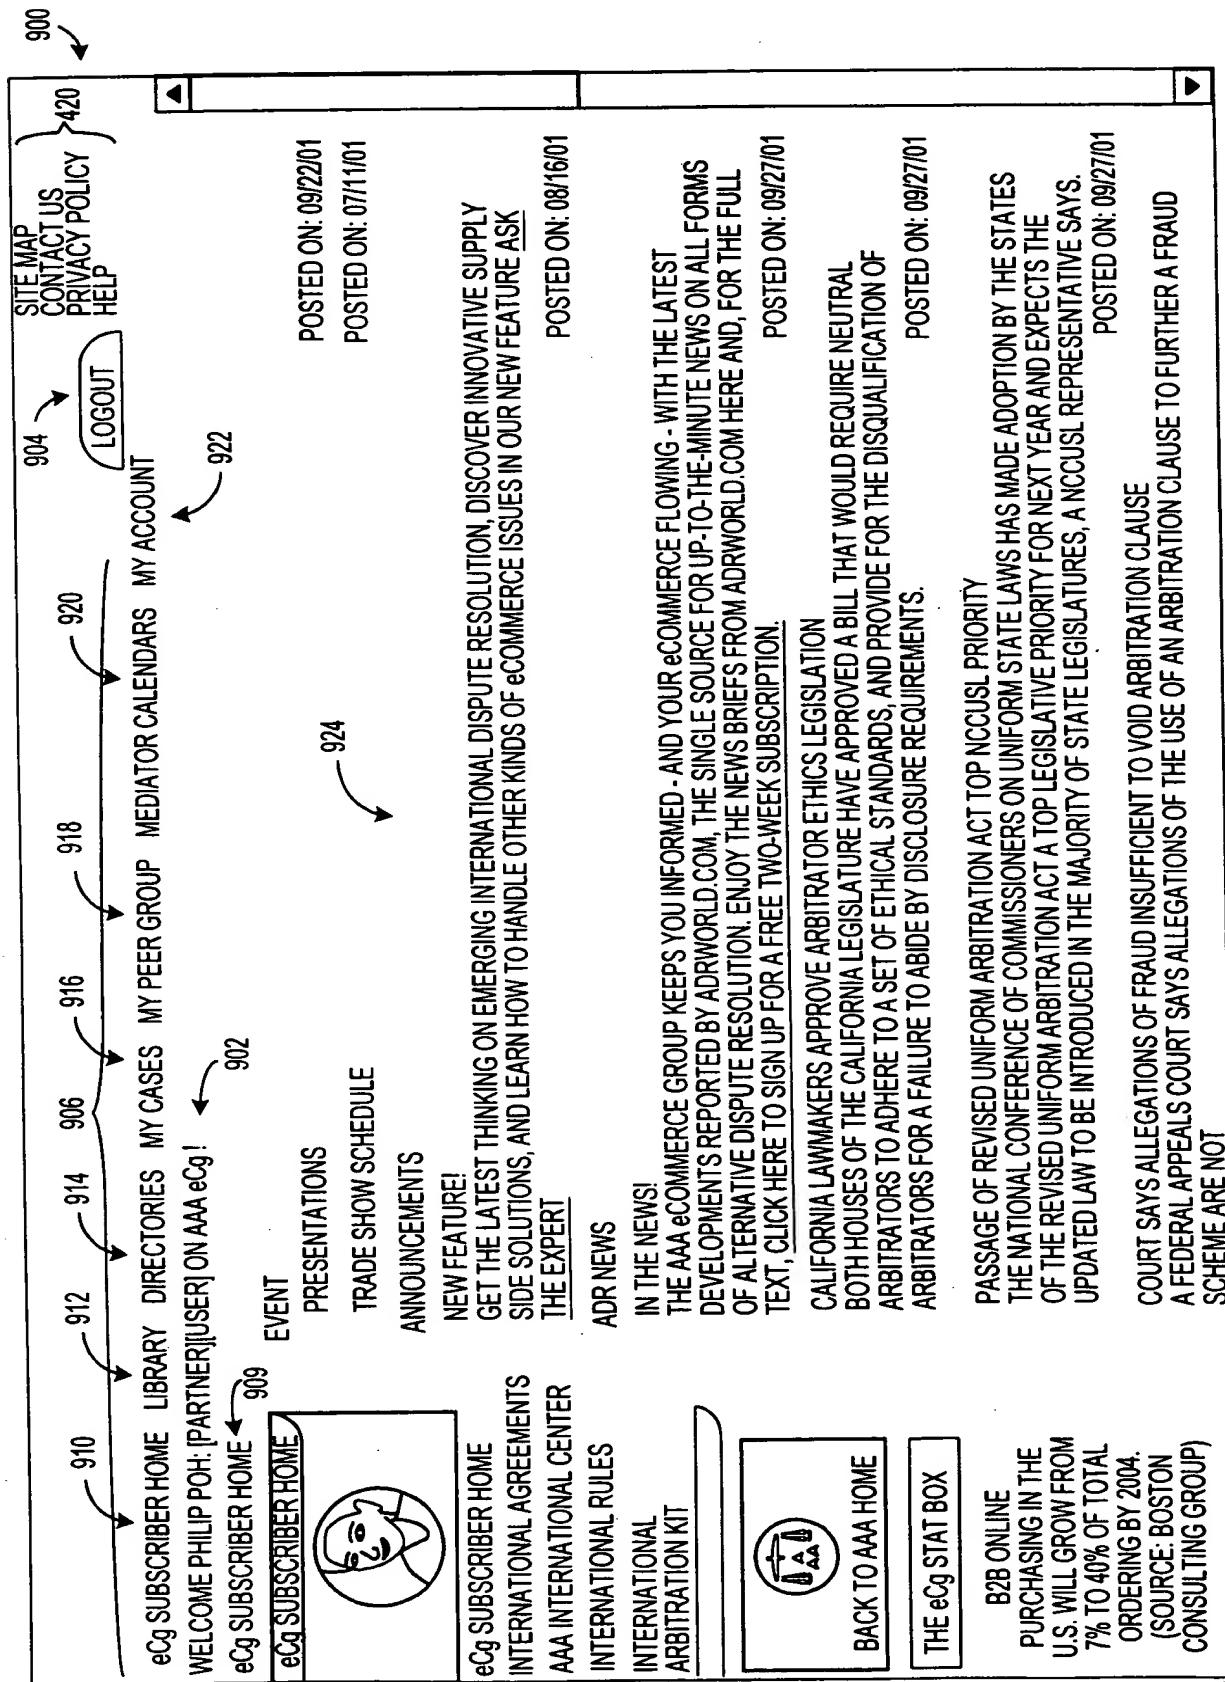 900
SITE MAP
CONTACT US
PRIVACY POLICY
HELP
420
904
LOGOUT
910
912
914
906
916
918
920
922
eCg SUBSCRIBER HOME LIBRARY DIRECTORIES MY CASES MY PEER GROUP MEDIATOR CALENDARS MY ACCOUNT
WELCOME PHILIP POH: [PARTNER][USER] ON AAA eCg !
902
eCg SUBSCRIBER HOME
909
eCg SUBSCRIBER HOME
eCg SUBSCRIBER HOME
INTERNATIONAL AGREEMENTS
AAA INTERNATIONAL CENTER
INTERNATIONAL RULES
INTERNATIONAL
ARBITRATION KIT
AAA
BACK TO AAA HOME
THE eCg STAT BOX
B2B ONLINE
PURCHASING IN THE
U.S. WILL GROW FROM
7% TO 40% OF TOTAL
ORDERING BY 2004.
(SOURCE: BOSTON
CONSULTING GROUP)
924
EVENT
PRESENTATIONS POSTED ON: 09/22/01
TRADE SHOW SCHEDULE POSTED ON: 07/11/01
ANNOUNCEMENTS
NEW FEATURE!
GET THE LATEST THINKING ON EMERGING INTERNATIONAL DISPUTE RESOLUTION, DISCOVER INNOVATIVE SUPPLY
SIDE SOLUTIONS, AND LEARN HOW TO HANDLE OTHER KINDS OF eCOMMERCE ISSUES IN OUR NEW FEATURE ASK
THE EXPERT POSTED ON: 08/16/01
ADR NEWS
IN THE NEWS!
THE AAA eCOMMERCE GROUP KEEPS YOU INFORMED - AND YOUR eCOMMERCE FLOWING - WITH THE LATEST
DEVELOPMENTS REPORTED BY ADRWORLD.COM, THE SINGLE SOURCE FOR UP-TO-THE-MINUTE NEWS ON ALL FORMS
OF ALTERNATIVE DISPUTE RESOLUTION. ENJOY THE NEWS BRIEFS FROM ADRWORLD.COM HERE AND, FOR THE FULL
TEXT, CLICK HERE TO SIGN UP FOR A FREE TWO-WEEK SUBSCRIPTION. POSTED ON: 09/27/01
CALIFORNIA LAWMAKERS APPROVE ARBITRATOR ETHICS LEGISLATION
BOTH HOUSES OF THE CALIFORNIA LEGISLATURE HAVE APPROVED A BILL THAT WOULD REQUIRE NEUTRAL
ARBITRATORS TO ADHERE TO A SET OF ETHICAL STANDARDS, AND PROVIDE FOR THE DISQUALIFICATION OF
ARBITRATORS FOR A FAILURE TO ABIDE BY DISCLOSURE REQUIREMENTS. POSTED ON: 09/27/01
PASSAGE OF REVISED UNIFORM ARBITRATION ACT TOP NCCUSL PRIORITY
THE NATIONAL CONFERENCE OF COMMISSIONERS ON UNIFORM STATE LAWS HAS MADE ADOPTION BY THE STATES
OF THE REVISED UNIFORM ARBITRATION ACT A TOP LEGISLATIVE PRIORITY FOR NEXT YEAR AND EXPECTS THE
UPDATED LAW TO BE INTRODUCED IN THE MAJORITY OF STATE LEGISLATURES, A NCCUSL REPRESENTATIVE SAYS.
POSTED ON: 09/27/01
COURT SAYS ALLEGATIONS OF FRAUD INSUFFICIENT TO VOID ARBITRATION CLAUSE
A FEDERAL APPEALS COURT SAYS ALLEGATIONS OF THE USE OF AN ARBITRATION CLAUSE TO FURTHER A FRAUD
SCHEME ARE NOT